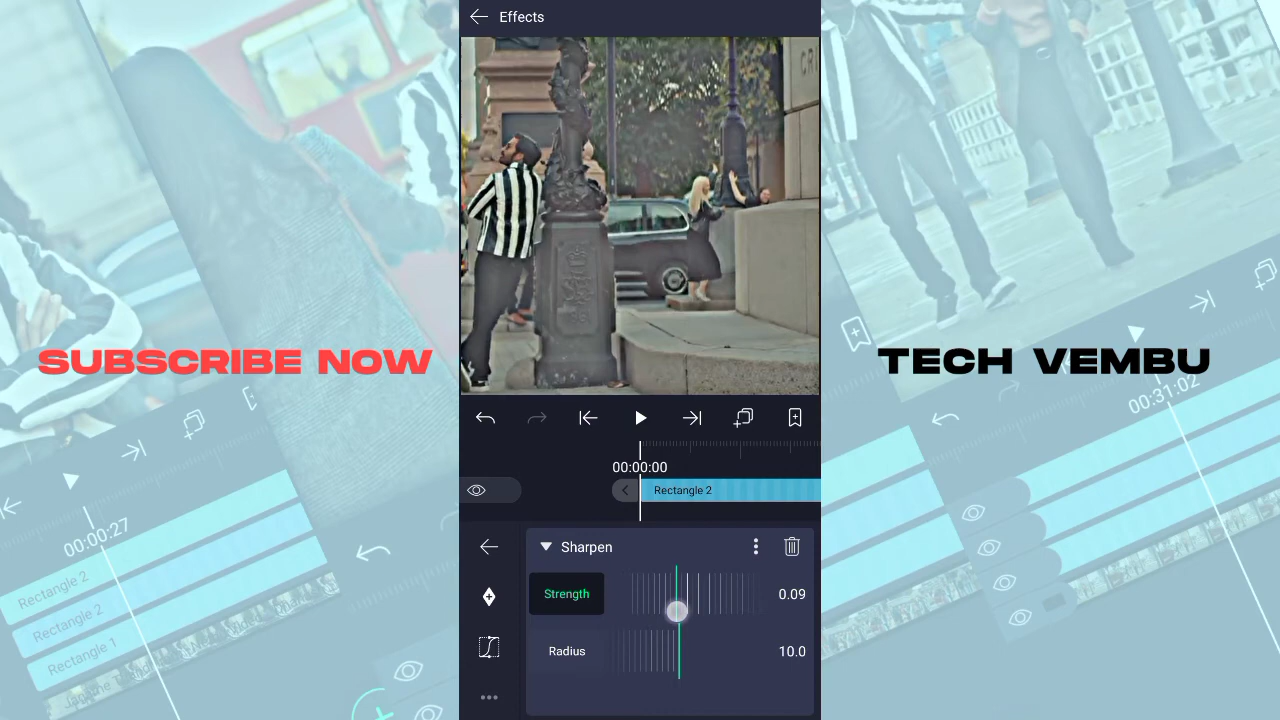 Effects
CRU
SUBSCRIBE NOW
TECH VEMBU
00:00:00
Rectangle 2
Sharpen
Strength
0.09
Radius
10.0
00:00:27
Rectangle 2
Rectangle 2
Rectangle 1
00:31:02